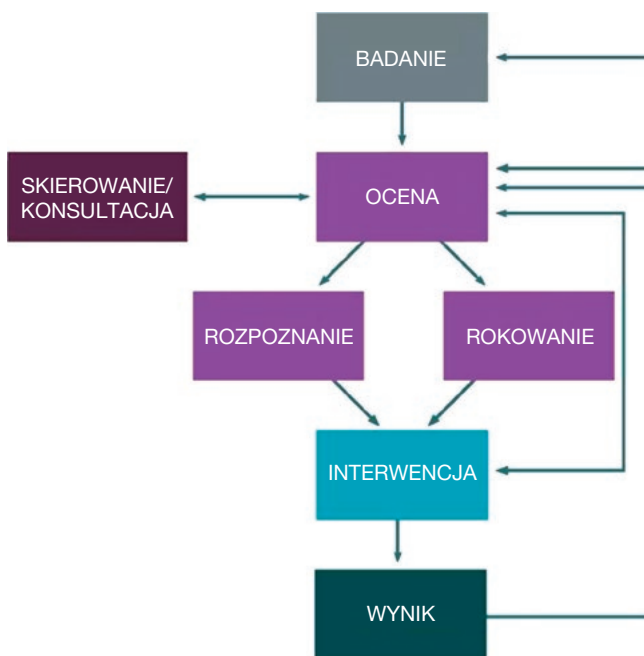 BADANIE
SKIEROWANIE/
KONSULTACJA
OCENA
ROZPOZNANIE
ROKOWANIE
INTERWENCJA
WYNIK